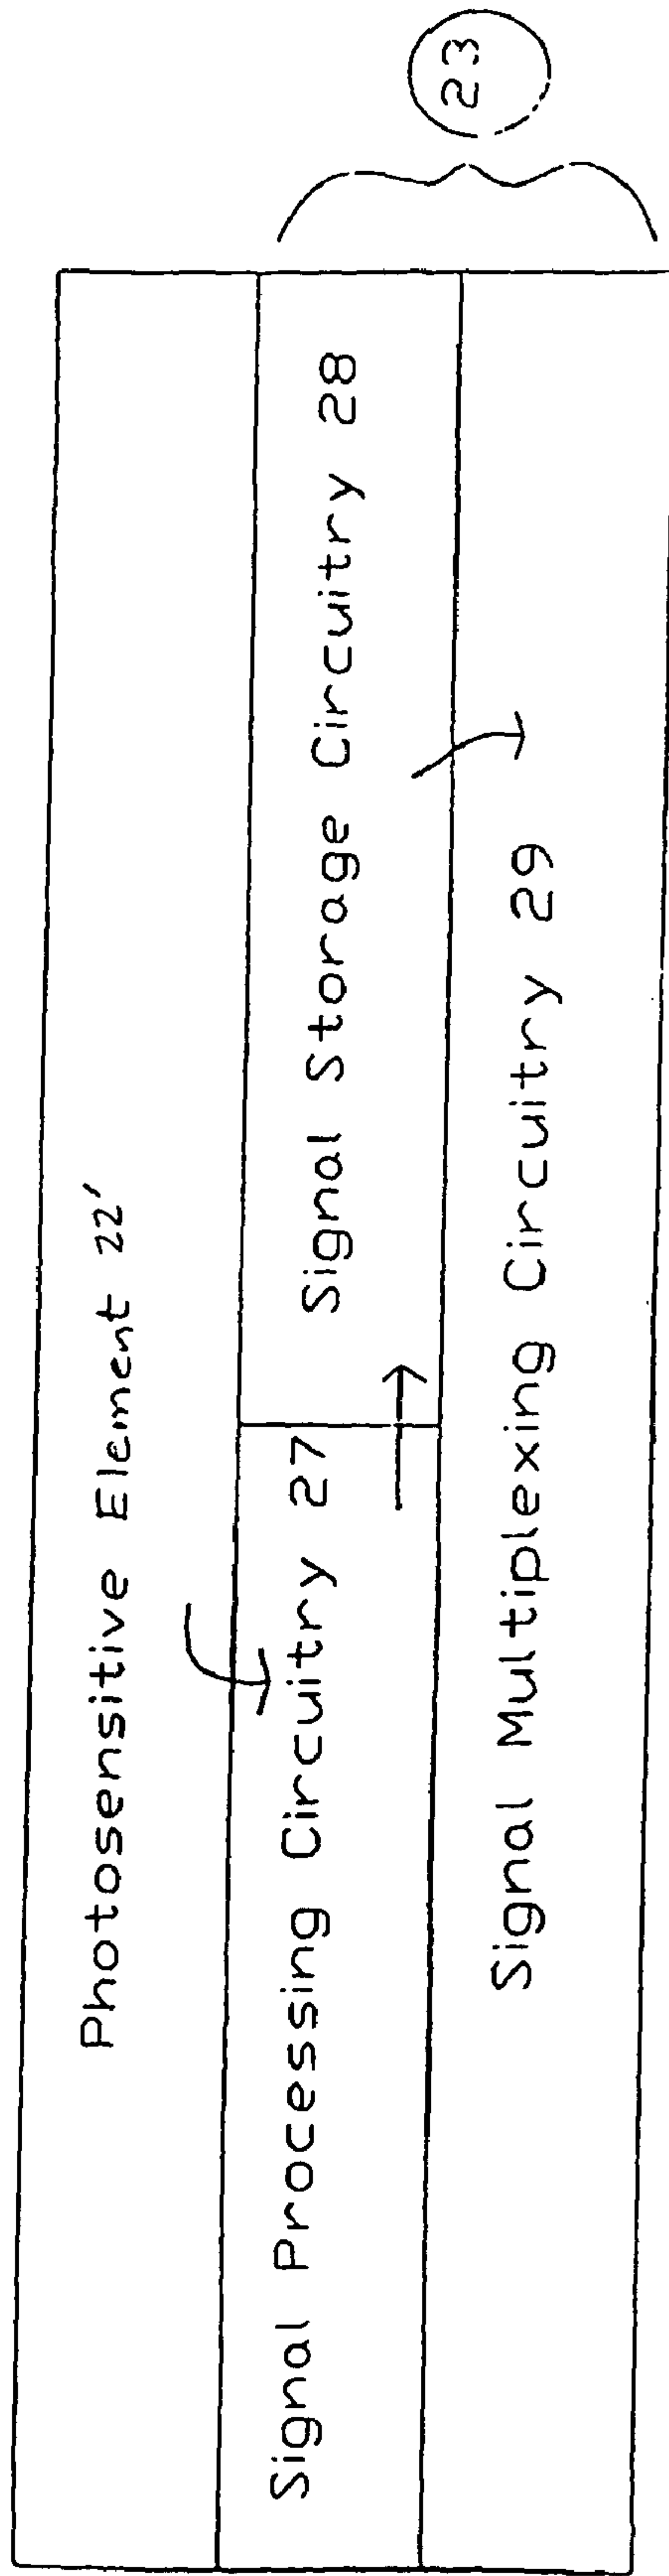 Photosensitive Element 22'
Signal Processing Circuitry 27
Signal Storage Circuitry 28
Signal Multiplexing Circuitry 29
23